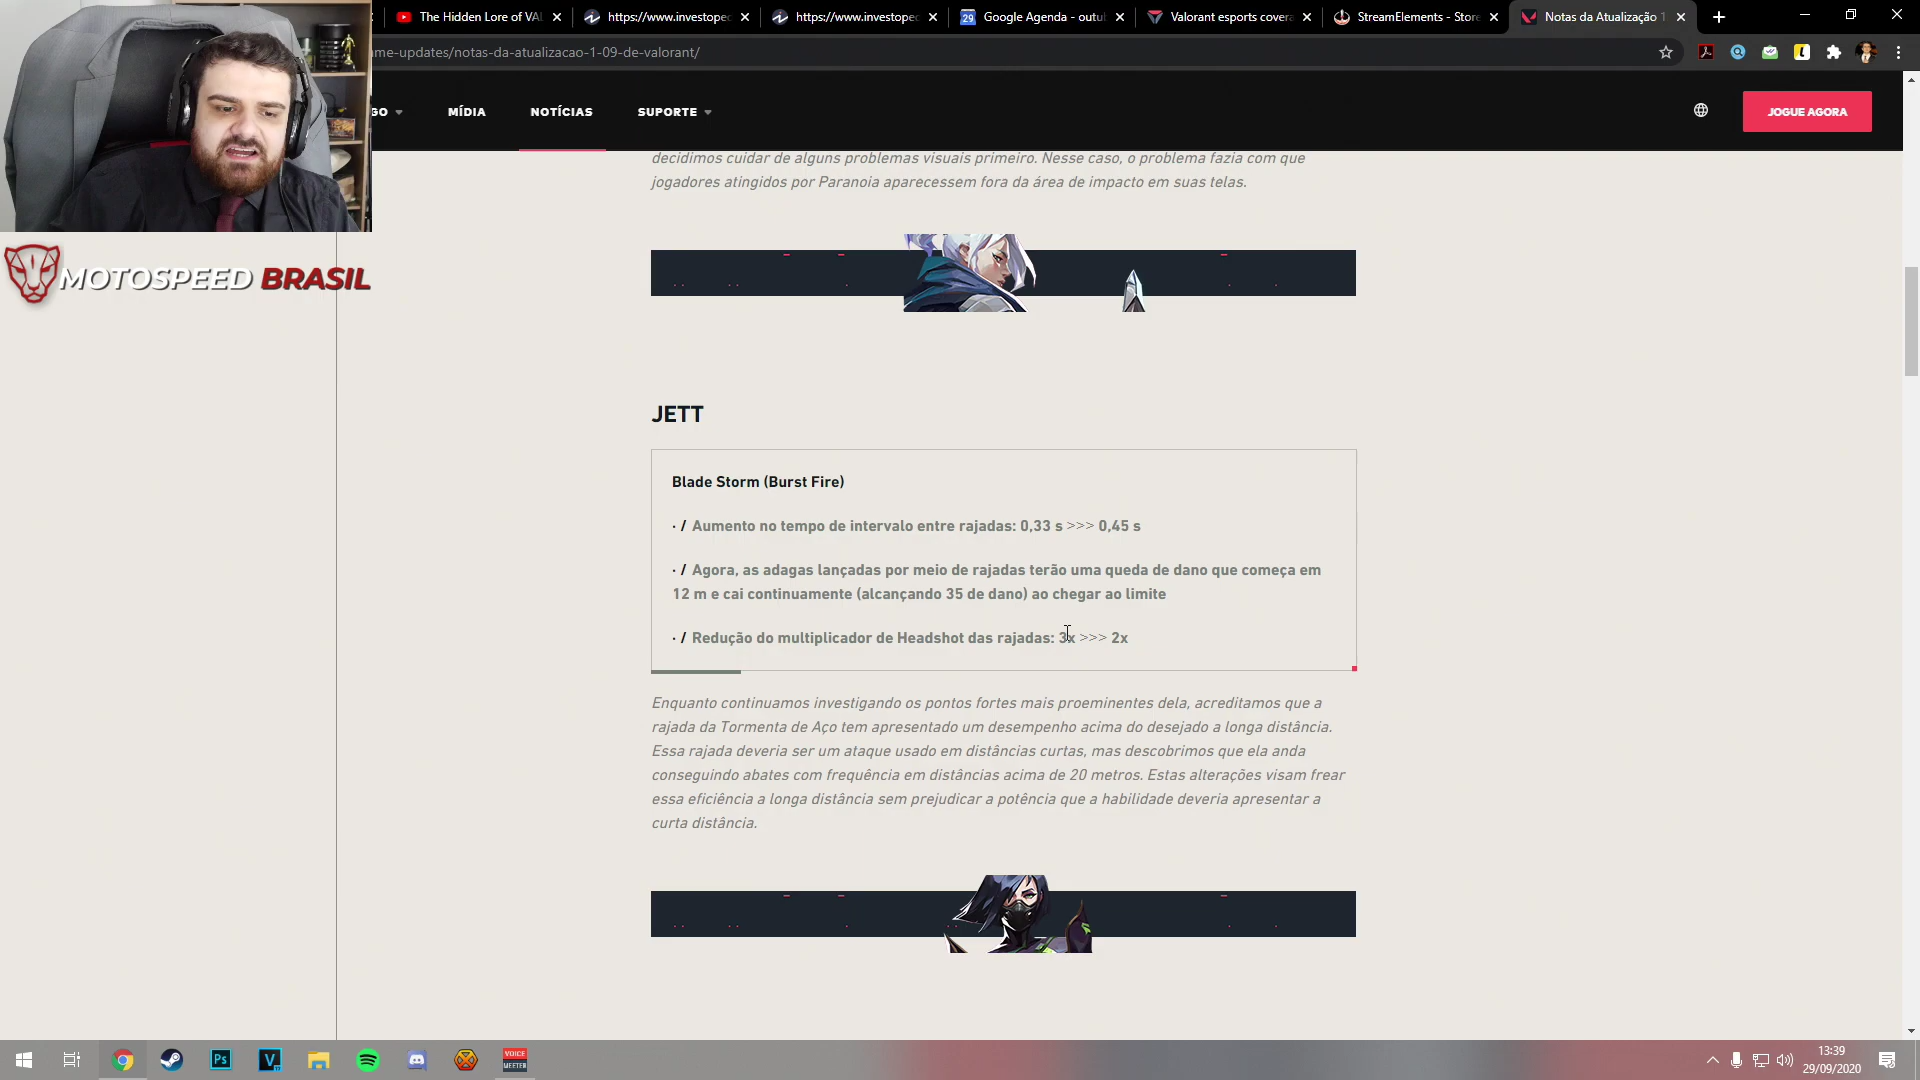 The Hidden Lore of VAL
https://www.investoped
https://www.investoped
Google Agenda - outub
Valorant esports covera
StreamElements - Store
Notas da Atualização 1
me-updates/notas-da-atualizacao-1-09-de-valorant/
GO
MÍDIA
NOTÍCIAS
SUPORTE
JOGUE AGORA
decidimos cuidar de alguns problemas visuais primeiro. Nesse caso, o problema fazia com que
jogadores atingidos por Paranoia aparecessem fora da área de impacto em suas telas.
MOTOSPEED BRASIL
JETT
Blade Storm (Burst Fire)
· / Aumento no tempo de intervalo entre rajadas: 0,33 s >>> 0,45 s
· / Agora, as adagas lançadas por meio de rajadas terão uma queda de dano que começa em
12 m e cai continuamente (alcançando 35 de dano) ao chegar ao limite
· / Redução do multiplicador de Headshot das rajadas: 3x >>> 2x
Enquanto continuamos investigando os pontos fortes mais proeminentes dela, acreditamos que a
rajada da Tormenta de Aço tem apresentado um desempenho acima do desejado a longa distância.
Essa rajada deveria ser um ataque usado em distâncias curtas, mas descobrimos que ela anda
conseguindo abates com frequência em distâncias acima de 20 metros. Estas alterações visam frear
essa eficiência a longa distância sem prejudicar a potência que a habilidade deveria apresentar a
curta distância.
Ps
V
VOICE
MEETER
13:39
29/09/2020